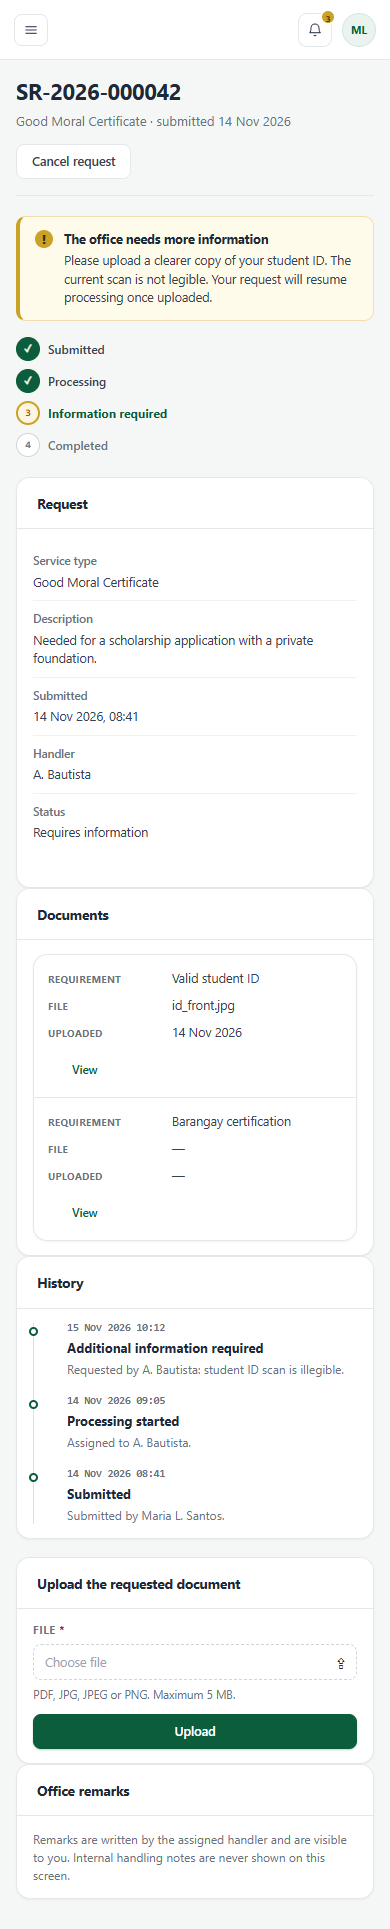 3
ML
SR-2026-000042
Good Moral Certificate · submitted 14 Nov 2026
Cancel request
!
The office needs more information
Please upload a clearer copy of your student ID. The
current scan is not legible. Your request will resume
processing once uploaded.
Submitted
Processing
3 Information required
4 Completed
Request
Service type
Good Moral Certificate
Description
Needed for a scholarship application with a private
foundation.
Submitted
14 Nov 2026, 08:41
Handler
A. Bautista
Status
Requires information
Documents
REQUIREMENT Valid student ID
FILE id_front.jpg
UPLOADED 14 Nov 2026
View
REQUIREMENT Barangay certification
FILE —
UPLOADED —
View
History
15 Nov 2026 10:12
Additional information required
Requested by A. Bautista: student ID scan is illegible.
14 Nov 2026 09:05
Processing started
Assigned to A. Bautista.
14 Nov 2026 08:41
Submitted
Submitted by Maria L. Santos.
Upload the requested document
FILE *
Choose file
PDF, JPG, JPEG or PNG. Maximum 5 MB.
Upload
Office remarks
Remarks are written by the assigned handler and are visible
to you. Internal handling notes are never shown on this
screen.